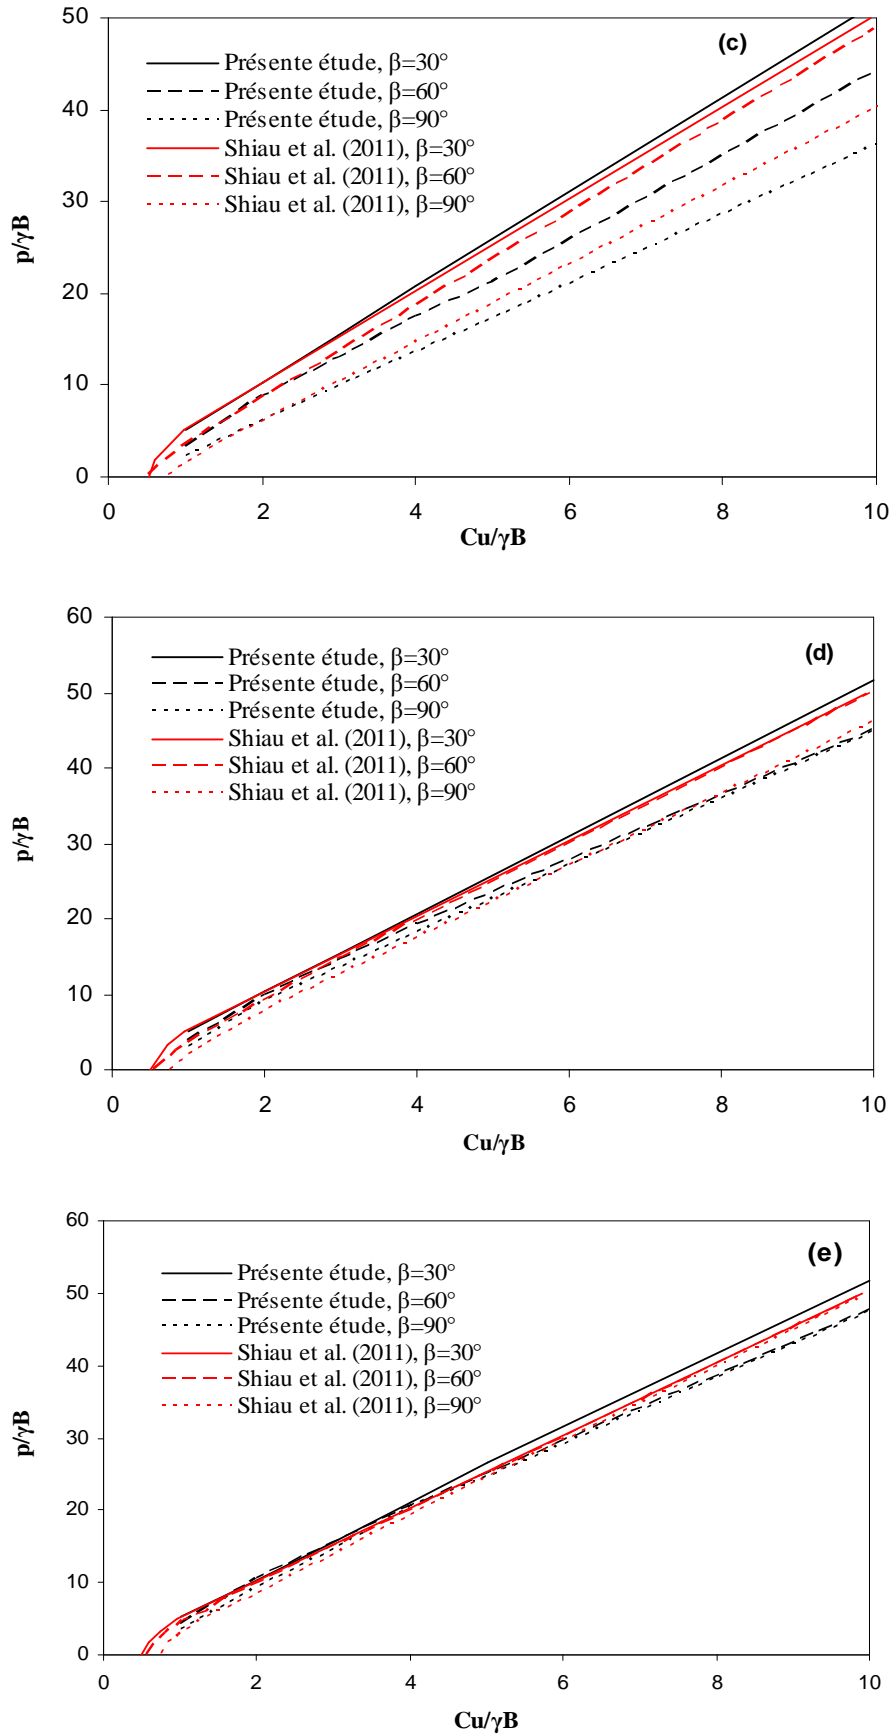 50
(c)
Présente étude, β=30°
Présente étude, β=60°
Présente étude, β=90°
Shiau et al. (2011), β=30°
Shiau et al. (2011), β=60°
Shiau et al. (2011), β=90°
40
30
p/γB
20
10
0
0 2 4 6 8 10
Cu/γB
60
(d)
Présente étude, β=30°
Présente étude, β=60°
Présente étude, β=90°
Shiau et al. (2011), β=30°
Shiau et al. (2011), β=60°
Shiau et al. (2011), β=90°
50
40
30
p/γB
20
10
0
0 2 4 6 8 10
Cu/γB
60
(e)
Présente étude, β=30°
Présente étude, β=60°
Présente étude, β=90°
Shiau et al. (2011), β=30°
Shiau et al. (2011), β=60°
Shiau et al. (2011), β=90°
50
40
30
p/γB
20
10
0
0 2 4 6 8 10
Cu/γB